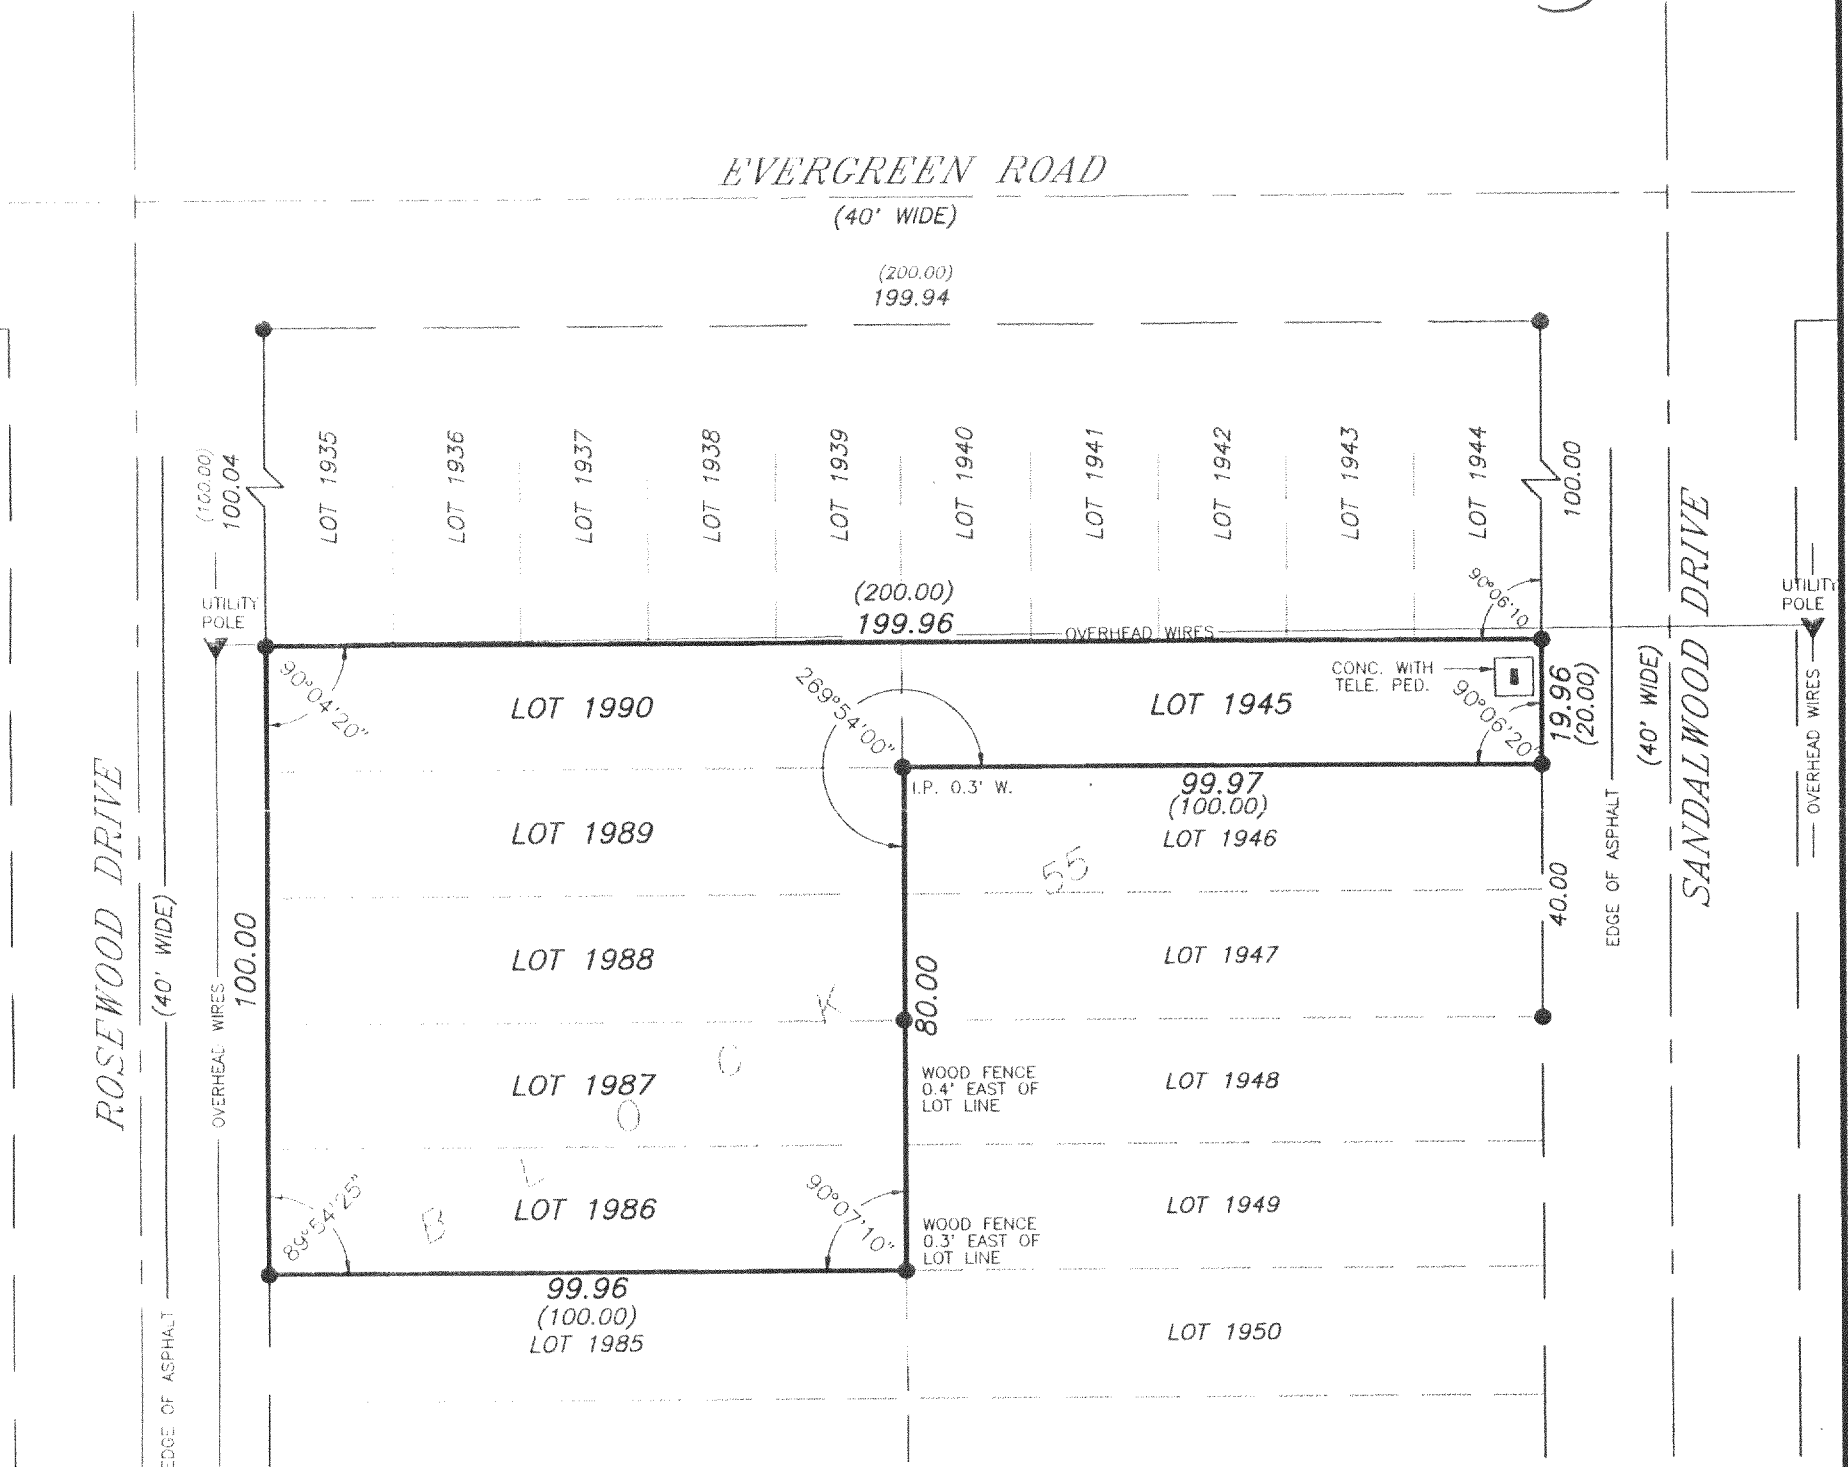 EVERGREEN ROAD
(40' WIDE)
(200.00)
199.94
(100.00)
100.04
LOT 1935
LOT 1936
LOT 1937
LOT 1938
LOT 1939
LOT 1940
LOT 1941
LOT 1942
LOT 1943
LOT 1944
100.00
90°06'10
(200.00)
199.96
OVERHEAD WIRES
UTILITY
POLE
UTILITY
POLE
90°04'20"
LOT 1990
269°54'00"
LOT 1945
CONC. WITH
TELE. PED.
90°06'20"
19.96
(20.00)
(40' WIDE)
SANDALWOOD DRIVE
OVERHEAD WIRES
I.P. 0.3' W.
99.97
(100.00)
LOT 1946
LOT 1989
55
40.00
EDGE OF ASPHALT
ROSEWOOD DRIVE
(40' WIDE)
OVERHEAD WIRES
100.00
LOT 1988
80.00
LOT 1947
BLOCK
LOT 1987
WOOD FENCE
0.4' EAST OF
LOT LINE
LOT 1948
89°54'25"
LOT 1986
90°07'10"
WOOD FENCE
0.3' EAST OF
LOT LINE
LOT 1949
99.96
(100.00)
LOT 1985
LOT 1950
EDGE OF ASPHALT